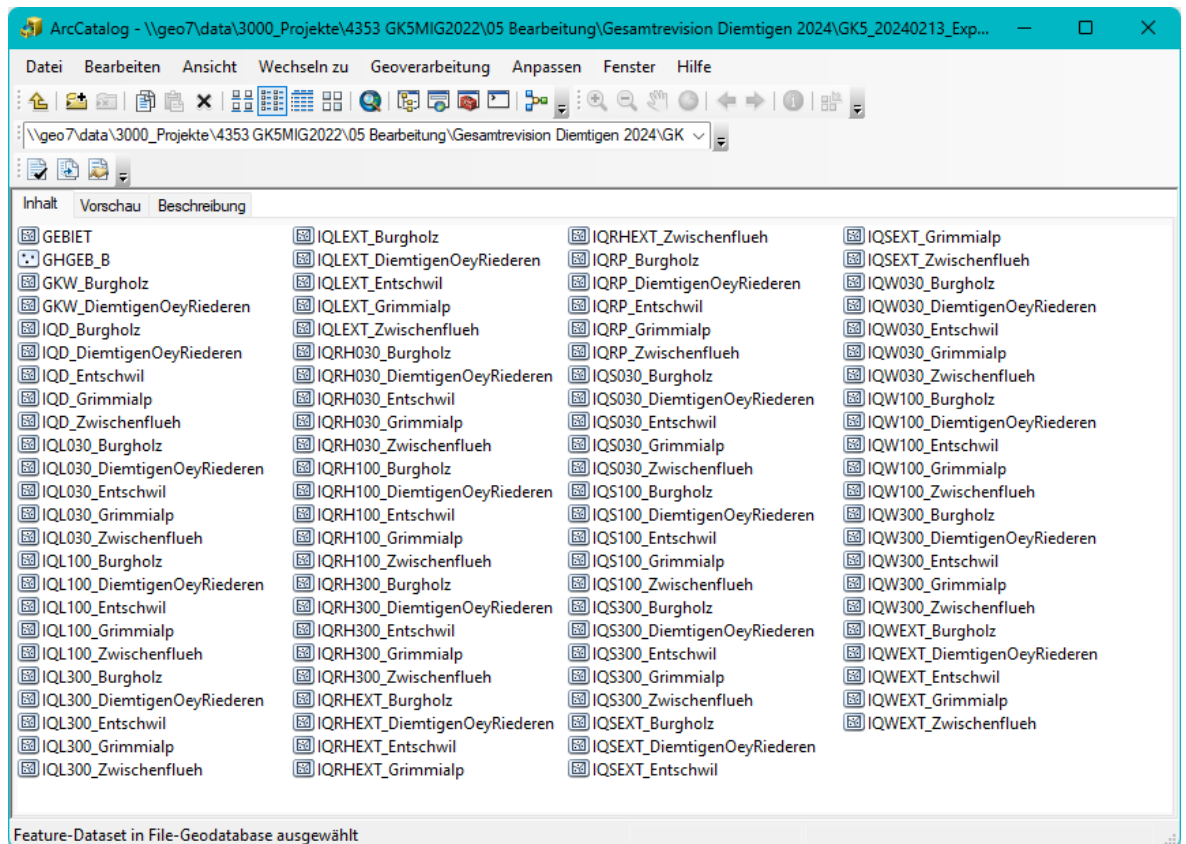 ArcCatalog - \\geo7\data\3000_Projekte\4353 GK5MIG2022\05 Bearbeitung\Gesamtrevision Diemtigen 2024\GK5_20240213_Exp...
Datei Bearbeiten Ansicht Wechseln zu Geoverarbeitung Anpassen Fenster Hilfe
\\geo7\data\3000_Projekte\4353 GK5MIG2022\05 Bearbeitung\Gesamtrevision Diemtigen 2024\GK
Inhalt Vorschau Beschreibung
GEBIET
GHGEB_B
GKW_Burgholz
GKW_DiemtigenOeyRiederen
IQD_Burgholz
IQD_DiemtigenOeyRiederen
IQD_Entschwil
IQD_Grimmialp
IQD_Zwischenflueh
IQL030_Burgholz
IQL030_DiemtigenOeyRiederen
IQL030_Entschwil
IQL030_Grimmialp
IQL030_Zwischenflueh
IQL100_Burgholz
IQL100_DiemtigenOeyRiederen
IQL100_Entschwil
IQL100_Grimmialp
IQL100_Zwischenflueh
IQL300_Burgholz
IQL300_DiemtigenOeyRiederen
IQL300_Entschwil
IQL300_Grimmialp
IQL300_Zwischenflueh
IQLEXT_Burgholz
IQLEXT_DiemtigenOeyRiederen
IQLEXT_Entschwil
IQLEXT_Grimmialp
IQLEXT_Zwischenflueh
IQRH030_Burgholz
IQRH030_DiemtigenOeyRiederen
IQRH030_Entschwil
IQRH030_Grimmialp
IQRH030_Zwischenflueh
IQRH100_Burgholz
IQRH100_DiemtigenOeyRiederen
IQRH100_Entschwil
IQRH100_Grimmialp
IQRH100_Zwischenflueh
IQRH300_Burgholz
IQRH300_DiemtigenOeyRiederen
IQRH300_Entschwil
IQRH300_Grimmialp
IQRH300_Zwischenflueh
IQRHEXT_Burgholz
IQRHEXT_DiemtigenOeyRiederen
IQRHEXT_Entschwil
IQRHEXT_Grimmialp
IQRHEXT_Zwischenflueh
IQRP_Burgholz
IQRP_DiemtigenOeyRiederen
IQRP_Entschwil
IQRP_Grimmialp
IQRP_Zwischenflueh
IQS030_Burgholz
IQS030_DiemtigenOeyRiederen
IQS030_Entschwil
IQS030_Grimmialp
IQS030_Zwischenflueh
IQS100_Burgholz
IQS100_DiemtigenOeyRiederen
IQS100_Entschwil
IQS100_Grimmialp
IQS100_Zwischenflueh
IQS300_Burgholz
IQS300_DiemtigenOeyRiederen
IQS300_Entschwil
IQS300_Grimmialp
IQS300_Zwischenflueh
IQSEXT_Burgholz
IQSEXT_DiemtigenOeyRiederen
IQSEXT_Entschwil
IQSEXT_Grimmialp
IQSEXT_Zwischenflueh
IQW030_Burgholz
IQW030_DiemtigenOeyRiederen
IQW030_Entschwil
IQW030_Grimmialp
IQW030_Zwischenflueh
IQW100_Burgholz
IQW100_DiemtigenOeyRiederen
IQW100_Entschwil
IQW100_Grimmialp
IQW100_Zwischenflueh
IQW300_Burgholz
IQW300_DiemtigenOeyRiederen
IQW300_Entschwil
IQW300_Grimmialp
IQW300_Zwischenflueh
IQWEXT_Burgholz
IQWEXT_DiemtigenOeyRiederen
IQWEXT_Entschwil
IQWEXT_Grimmialp
IQWEXT_Zwischenflueh
Feature-Dataset in File-Geodatabase ausgewählt